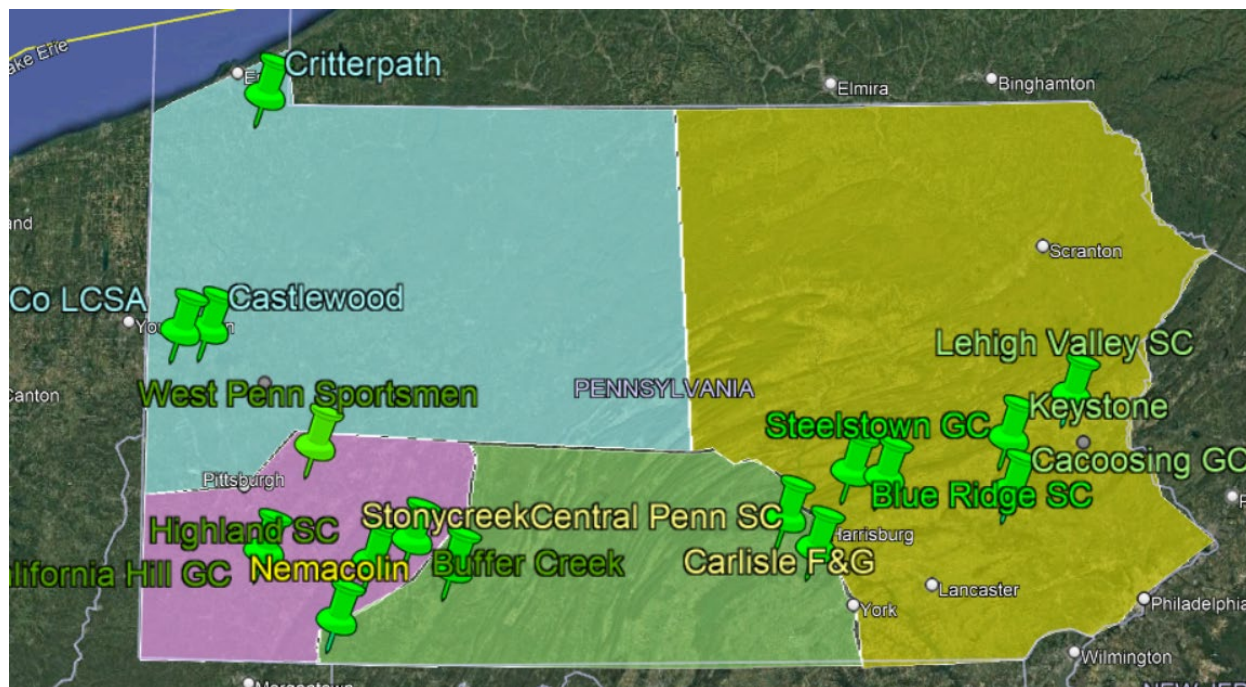 ake Erie
Critterpath
Elmira
Binghamton
Scranton
Co LCSA
Castlewood
Lehigh Valley SC
West Penn Sportsmen
PENNSYLVANIA
Canton
Keystone
Steelstown GC
Cacoosing GC
Pittsburgh
Blue Ridge SC
Highland SC
Stonycreek
Central Penn SC
Harrisburg
alifornia Hill GC
Nemacolin
Buffer Creek
Carlisle F&G
Lancaster
York
Philadelphia
Wilmington